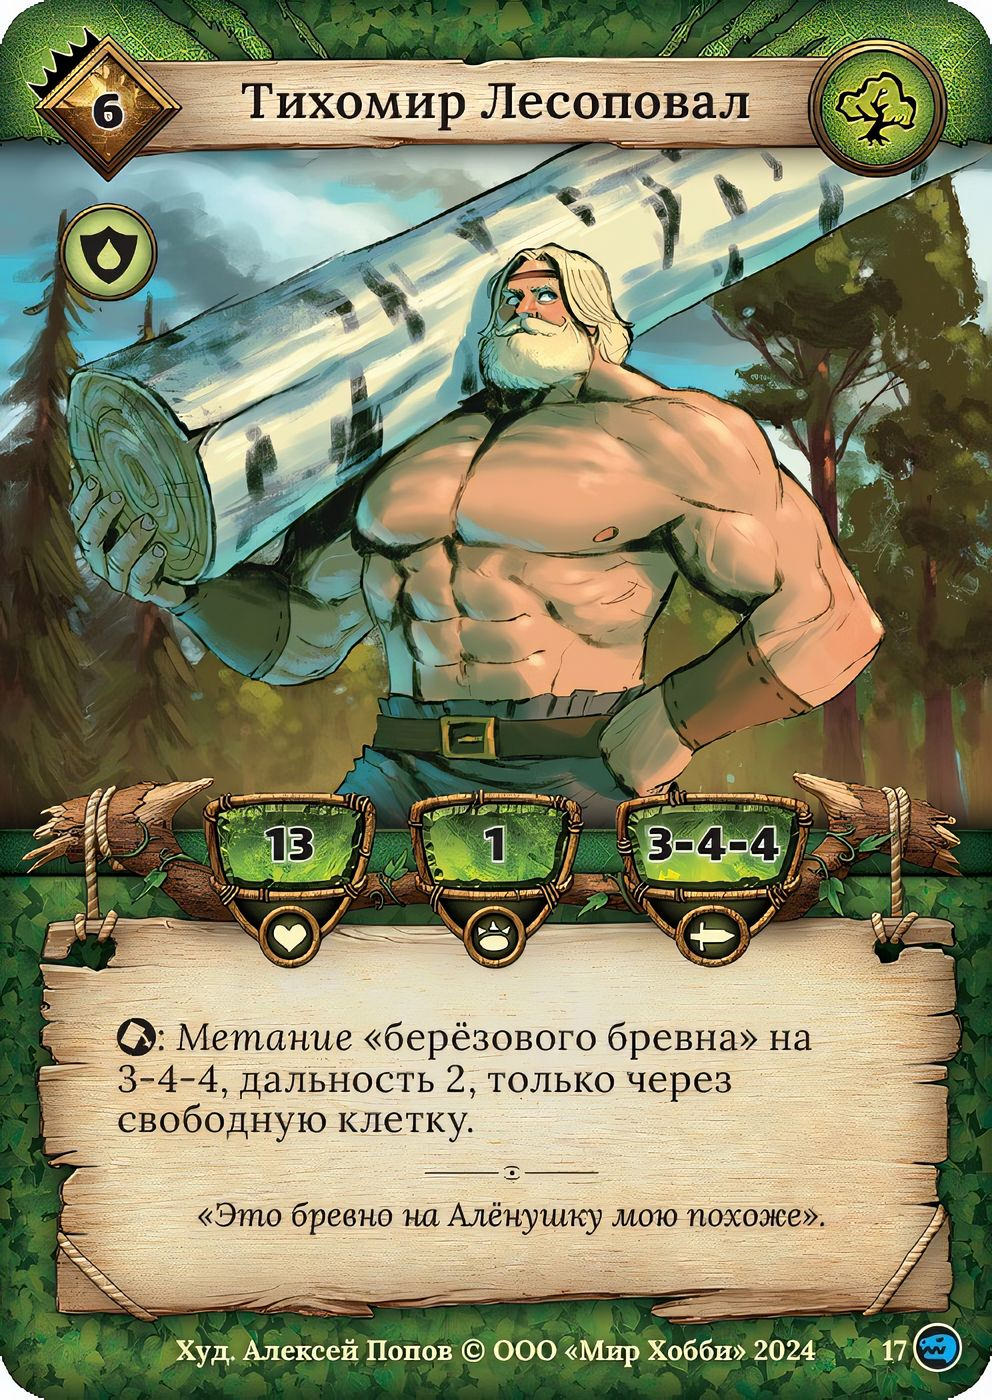 6
Тихомир Лесоповал
13
1
3-4-4
: Метание «берёзового бревна» на
3-4-4, дальность 2, только через
свободную клетку.
«Это бревно на Алёнушку мою похоже».
Худ. Алексей Попов © ООО «Мир Хобби» 2024
17